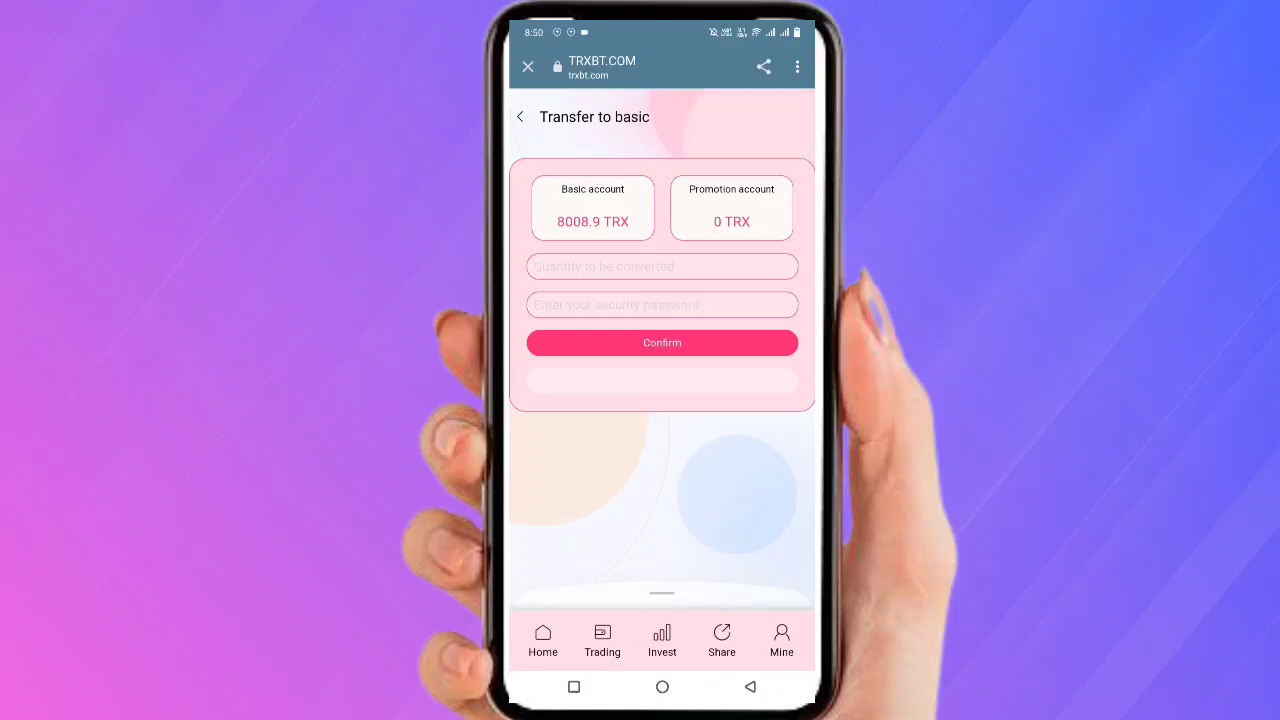 8:50
TRXBT.COM
trxbt.com
Transfer to basic
Basic account
Promotion account
8008.9 TRX
0 TRX
Quantity to be converted
Enter your security password
Confirm
Home
Trading
Invest
Share
Mine